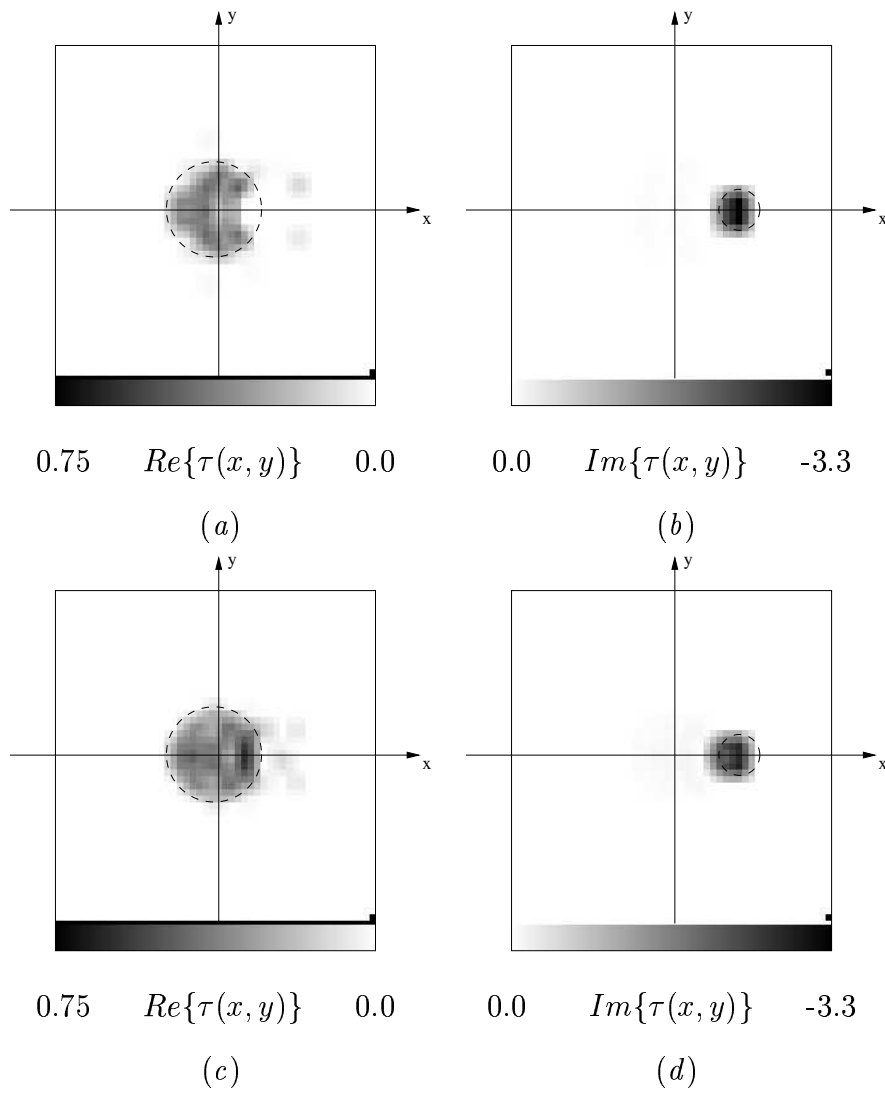 y y
x x
0.75 Re{τ(x, y)} 0.0 0.0 Im{τ(x, y)} -3.3
(a) (b)
y y
x x
0.75 Re{τ(x, y)} 0.0 0.0 Im{τ(x, y)} -3.3
(c) (d)